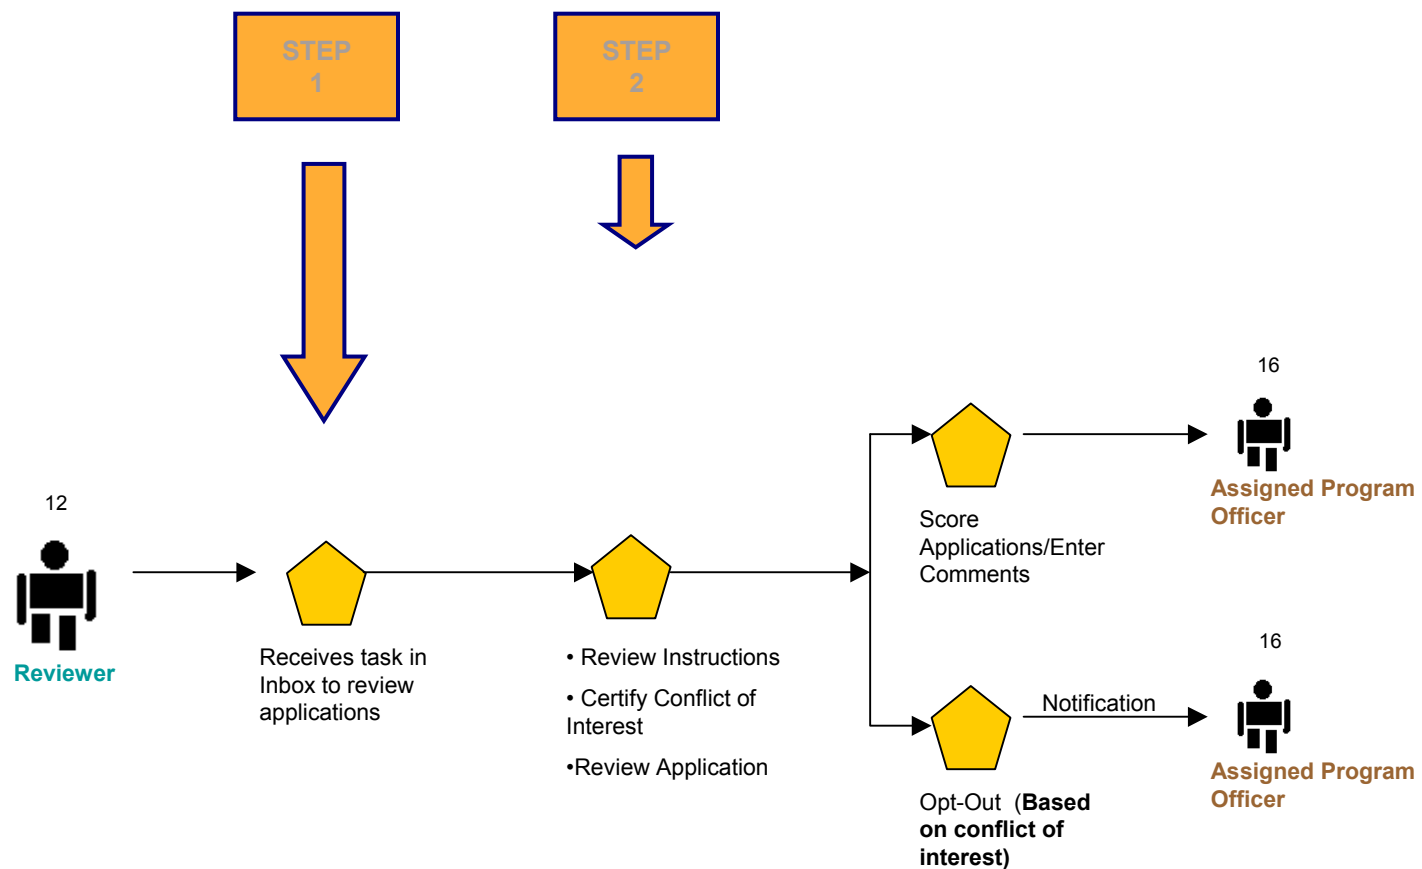 STEP
1
STEP
2
12
Reviewer
Receives task in
Inbox to review
applications
• Review Instructions
• Certify Conflict of
Interest
•Review Application
Score
Applications/Enter
Comments
16
Assigned Program
Officer
Opt-Out  (Based
on conflict of
interest)
Notification
16
Assigned Program
Officer